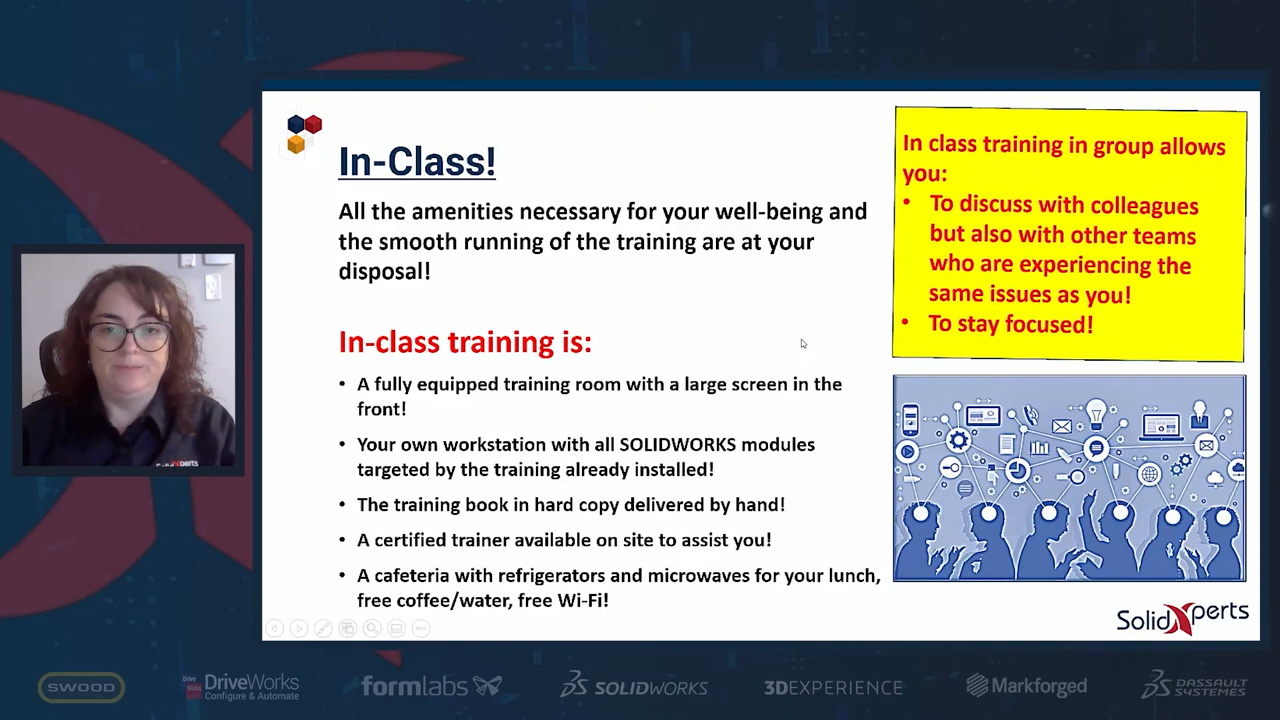 In-Class!
All the amenities necessary for your well-being and
the smooth running of the training are at your
disposal!
In-class training is:
• A fully equipped training room with a large screen in the
front!
• Your own workstation with all SOLIDWORKS modules
targeted by the training already installed!
• The training book in hard copy delivered by hand!
• A certified trainer available on site to assist you!
• A cafeteria with refrigerators and microwaves for your lunch,
free coffee/water, free Wi-Fi!
In class training in group allows
you:
• To discuss with colleagues
but also with other teams
who are experiencing the
same issues as you!
• To stay focused!
SolidXperts
SolidXperts
SWOOD
Drive
Works
DriveWorks
Configure & Automate
formlabs
SOLIDWORKS
3DEXPERIENCE
Markforged
DASSAULT
SYSTEMES